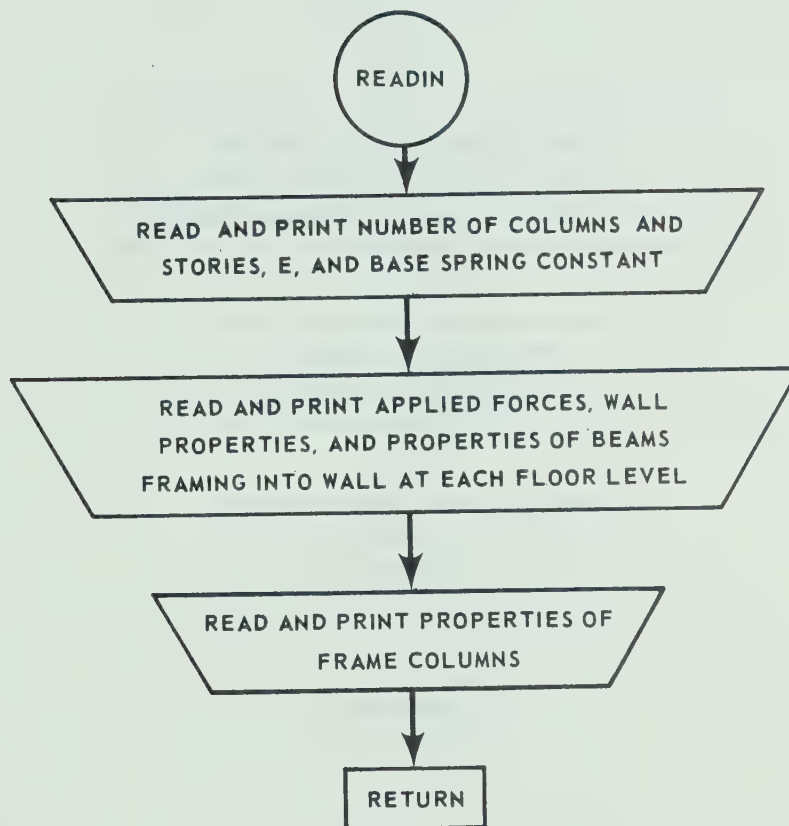 READIN
READ AND PRINT NUMBER OF COLUMNS AND
STORIES, E, AND BASE SPRING CONSTANT
READ AND PRINT APPLIED FORCES, WALL
PROPERTIES, AND PROPERTIES OF BEAMS
FRAMING INTO WALL AT EACH FLOOR LEVEL
READ AND PRINT PROPERTIES OF
FRAME COLUMNS
RETURN